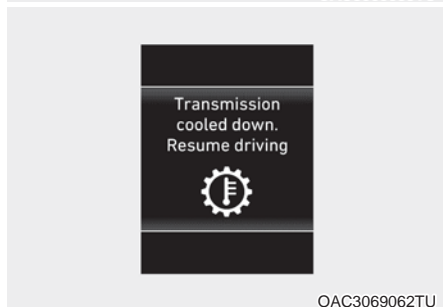 Transmission
cooled down.
Resume driving
OAC3069062TU